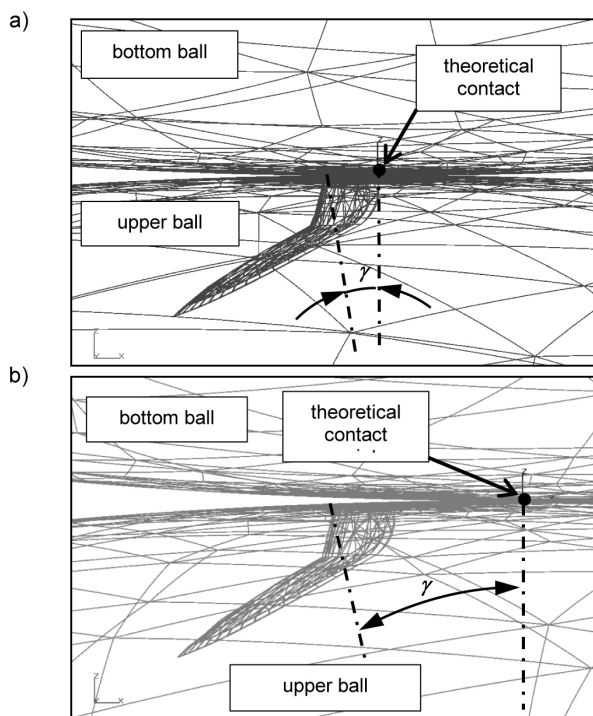 a)
bottom ball
theoretical
contact
z
upper ball
γ
z
x
b)
bottom ball
theoretical
contact
z
γ
upper ball
z
x